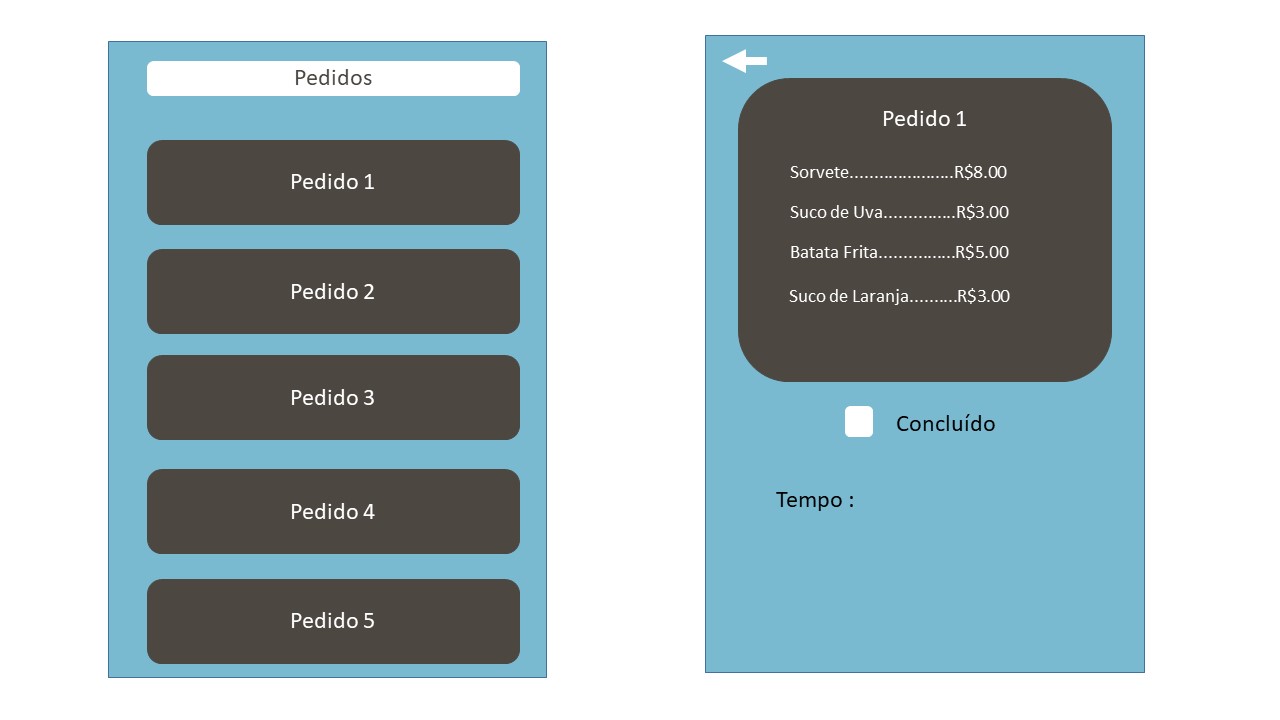 Pedidos
Pedido 1
Pedido 2
Pedido 3
Pedido 4
Pedido 5
Pedido 1
Sorvete.....................R$8.00
Suco de Uva...............R$3.00
Batata Frita................R$5.00
Suco de Laranja..........R$3.00
Concluído
Tempo :